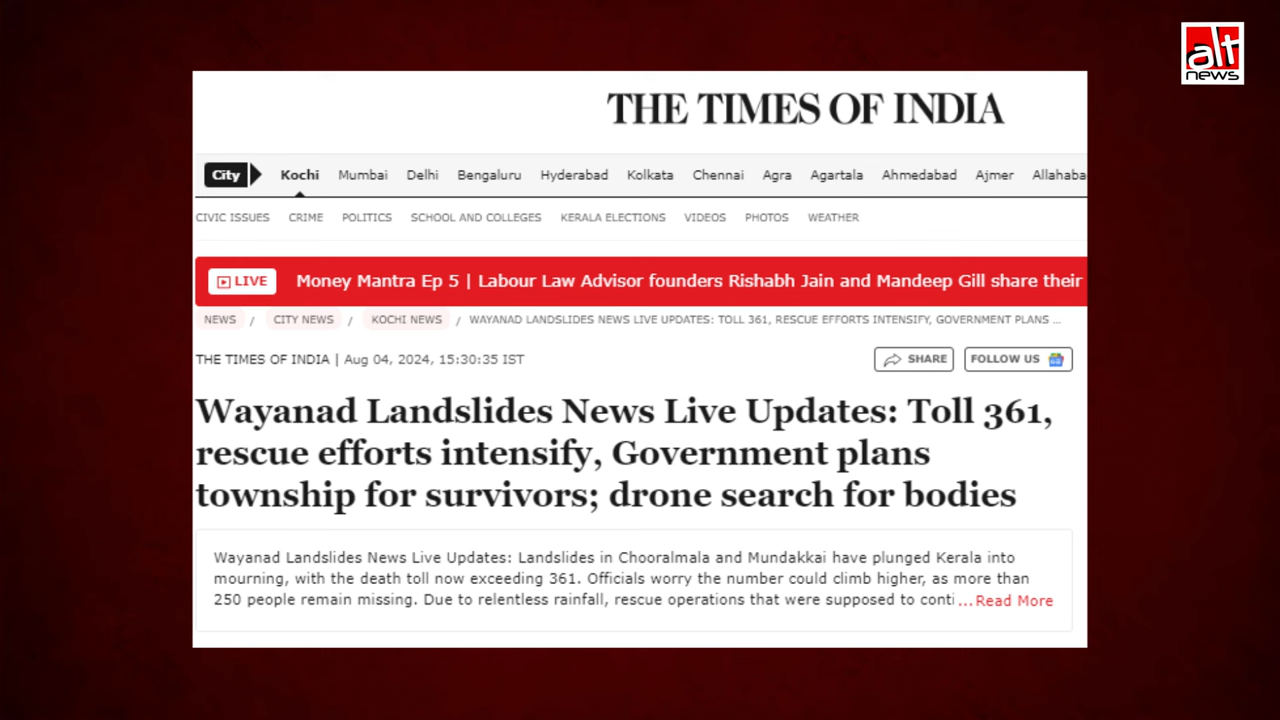 alt
news
THE TIMES OF INDIA
City Kochi Mumbai Delhi Bengaluru Hyderabad Kolkata Chennai Agra Agartala Ahmedabad Ajmer Allahaba
CIVIC ISSUES CRIME POLITICS SCHOOL AND COLLEGES KERALA ELECTIONS VIDEOS PHOTOS WEATHER
LIVE Money Mantra Ep 5 | Labour Law Advisor founders Rishabh Jain and Mandeep Gill share their
NEWS / CITY NEWS / KOCHI NEWS / WAYANAD LANDSLIDES NEWS LIVE UPDATES: TOLL 361, RESCUE EFFORTS INTENSIFY, GOVERNMENT PLANS ...
THE TIMES OF INDIA | Aug 04, 2024, 15:30:35 IST SHARE FOLLOW US
Wayanad Landslides News Live Updates: Toll 361,
rescue efforts intensify, Government plans
township for survivors; drone search for bodies
Wayanad Landslides News Live Updates: Landslides in Chooralmala and Mundakkai have plunged Kerala into
mourning, with the death toll now exceeding 361. Officials worry the number could climb higher, as more than
250 people remain missing. Due to relentless rainfall, rescue operations that were supposed to conti ...Read More